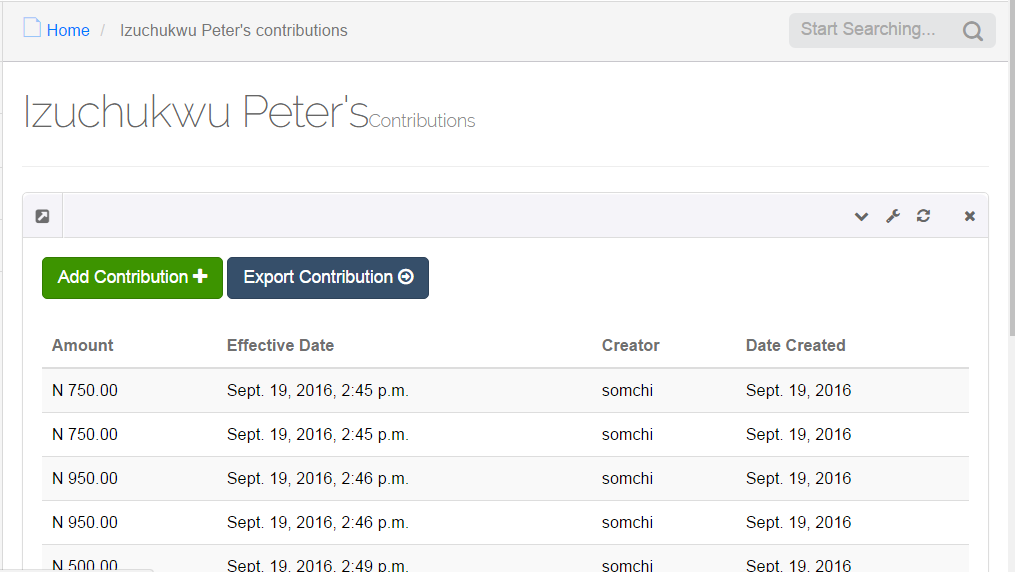 Home / Izuchukwu Peter's contributions Start Searching...
Izuchukwu Peter's Contributions
Add Contribution Export Contribution
Amount Effective Date Creator Date Created
N 750.00 Sept. 19, 2016, 2:45 p.m. somchi Sept. 19, 2016
N 750.00 Sept. 19, 2016, 2:45 p.m. somchi Sept. 19, 2016
N 950.00 Sept. 19, 2016, 2:46 p.m. somchi Sept. 19, 2016
N 950.00 Sept. 19, 2016, 2:46 p.m. somchi Sept. 19, 2016
N 500.00 Sept. 19, 2016, 2:49 p.m. somchi Sept. 19, 2016